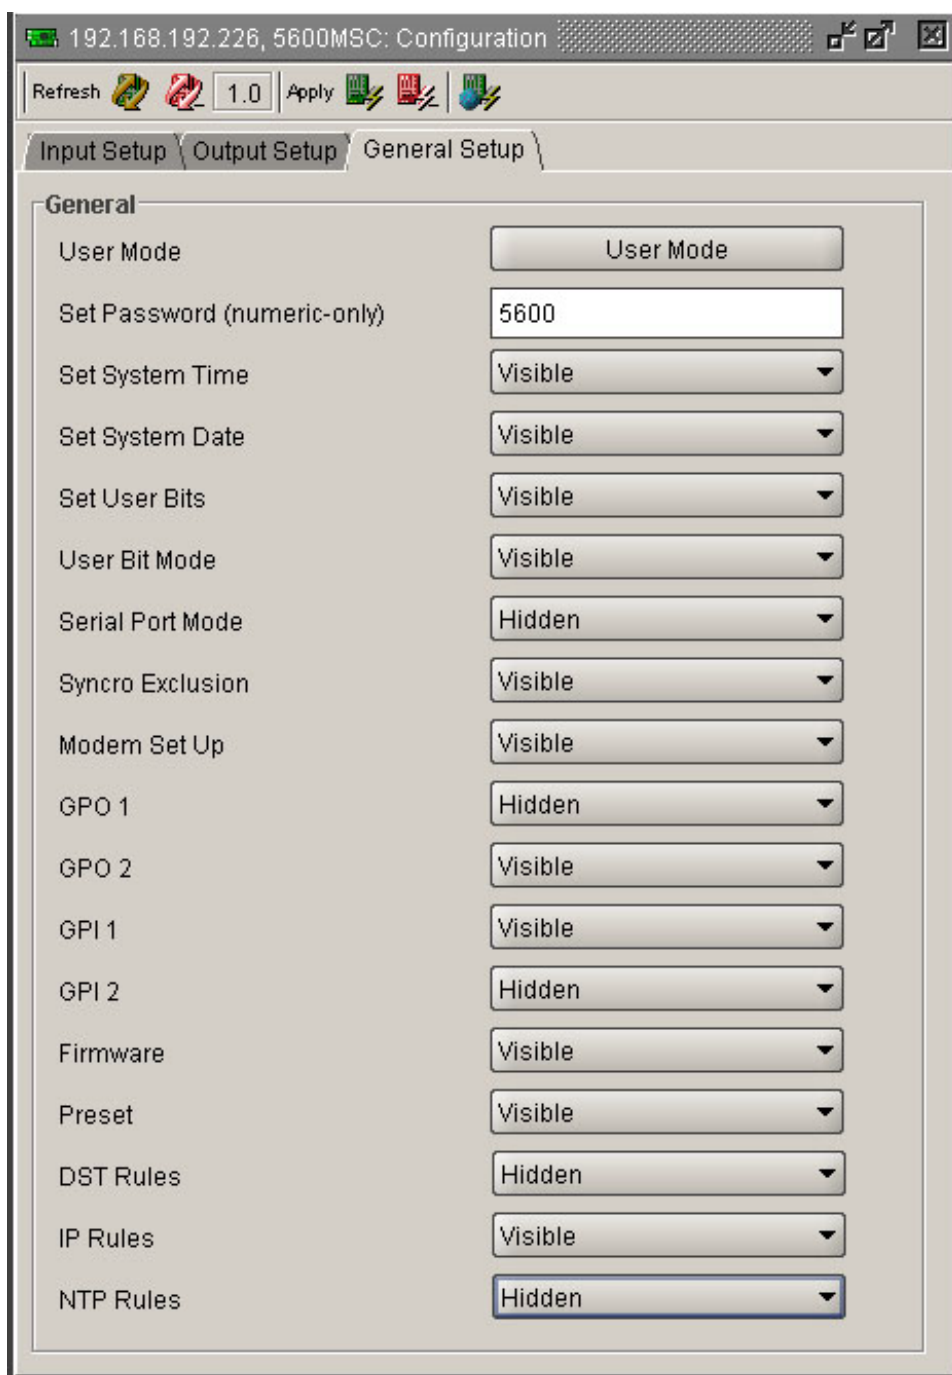 192.168.192.226, 5600MSC: Configuration
Refresh 1.0 Apply
Input Setup Output Setup General Setup
General
User Mode User Mode
Set Password (numeric-only) 5600
Set System Time Visible
Set System Date Visible
Set User Bits Visible
User Bit Mode Visible
Serial Port Mode Hidden
Syncro Exclusion Visible
Modem Set Up Visible
GPO 1 Hidden
GPO 2 Visible
GPI 1 Visible
GPI 2 Hidden
Firmware Visible
Preset Visible
DST Rules Hidden
IP Rules Visible
NTP Rules Hidden